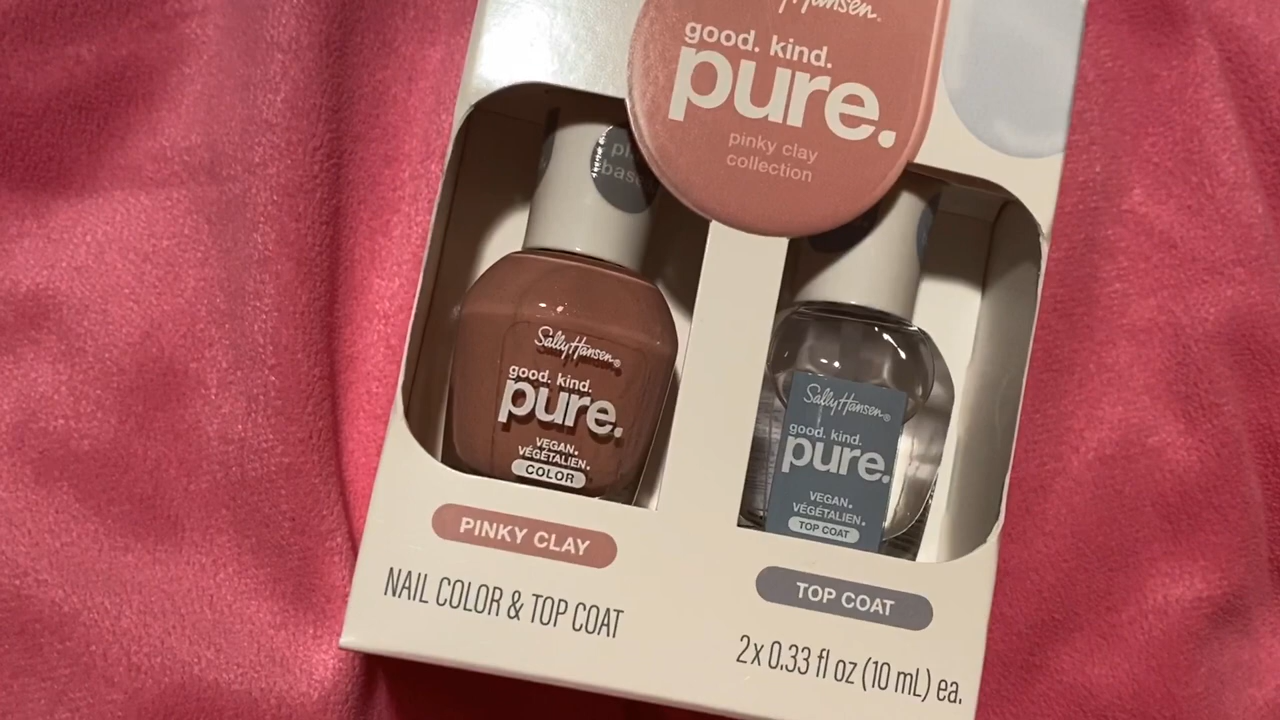 Hansen.
good. kind.
pure.
pinky clay
collection
Sally Hansen®
good. kind.
pure.
VEGAN.
VÉGÉTALIEN.
COLOR
Sally Hansen®
good. kind.
pure.
VEGAN.
VÉGÉTALIEN.
TOP COAT
PINKY CLAY
NAIL COLOR & TOP COAT
TOP COAT
2x 0.33 fl oz (10 mL) ea.